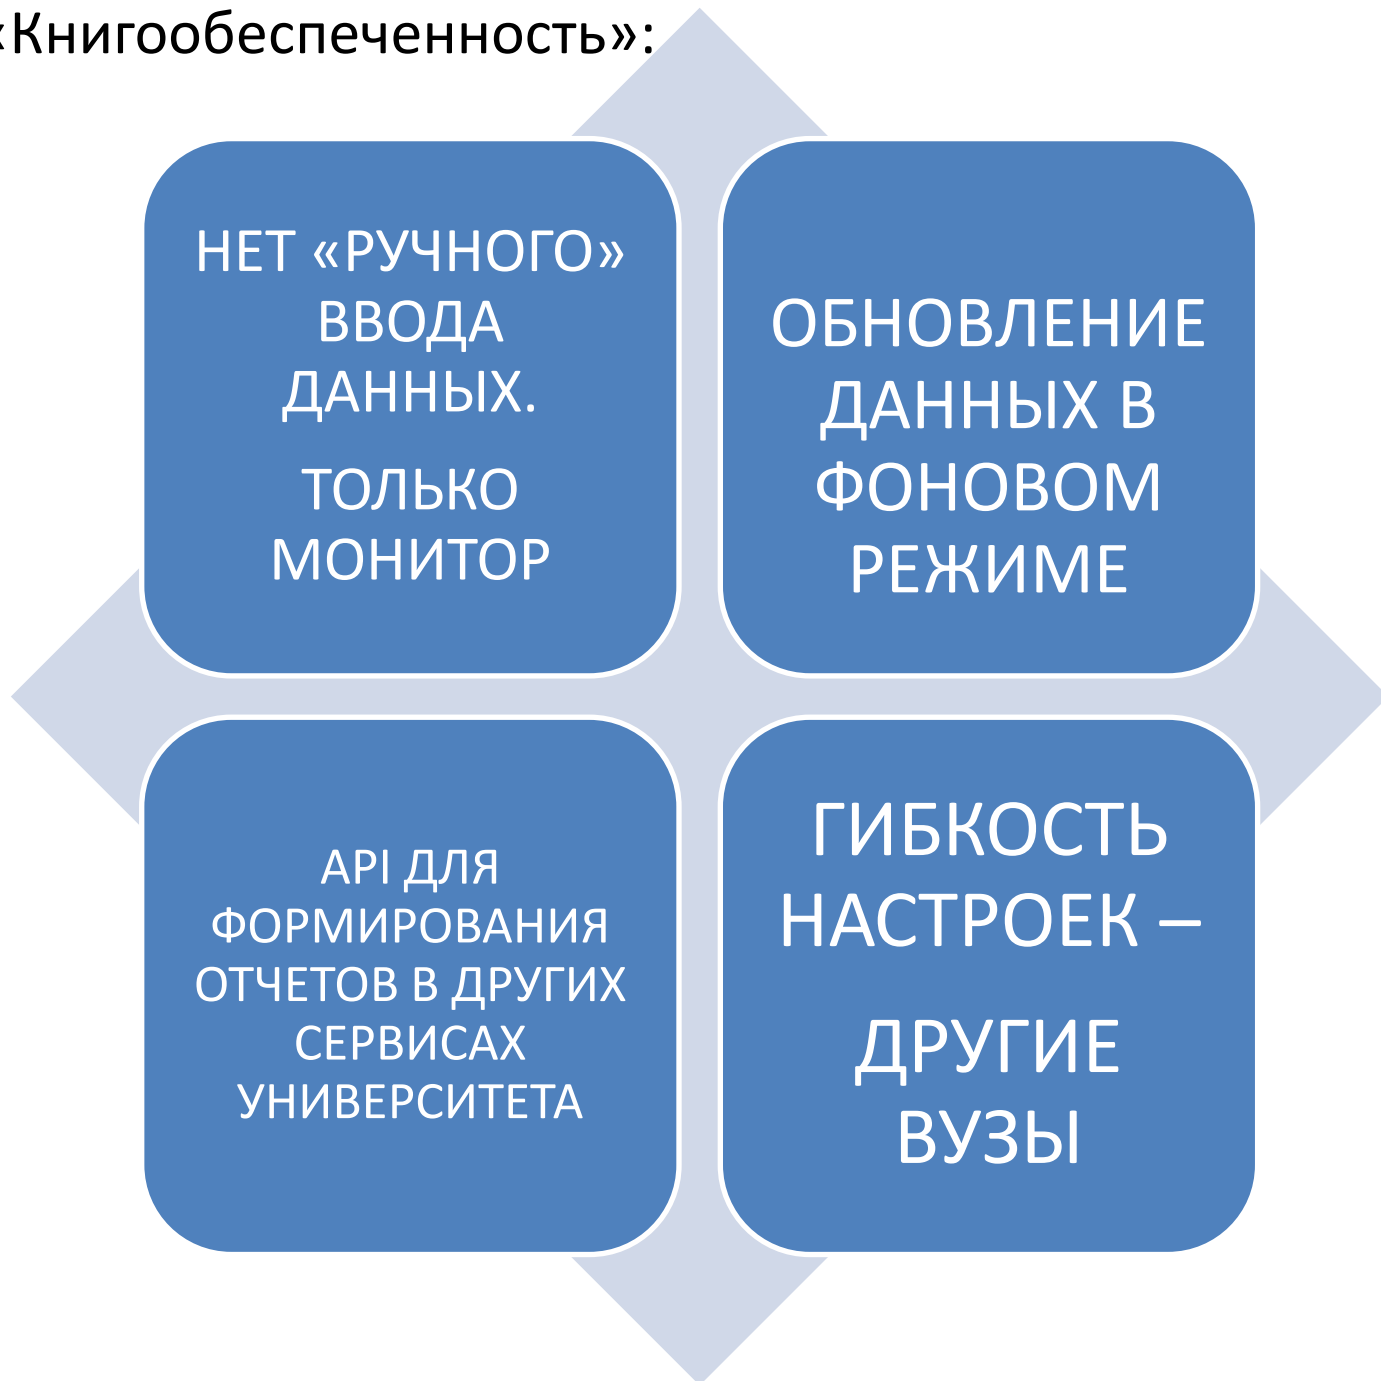 «Книгообеспеченность»:
НЕТ «РУЧНОГО»
ВВОДА
ДАННЫХ.
ТОЛЬКО
МОНИТОР
ОБНОВЛЕНИЕ
ДАННЫХ В
ФОНОВОМ
РЕЖИМЕ
API ДЛЯ
ФОРМИРОВАНИЯ
ОТЧЕТОВ В ДРУГИХ
СЕРВИСАХ
УНИВЕРСИТЕТА
ГИБКОСТЬ
НАСТРОЕК –
ДРУГИЕ
ВУЗЫ